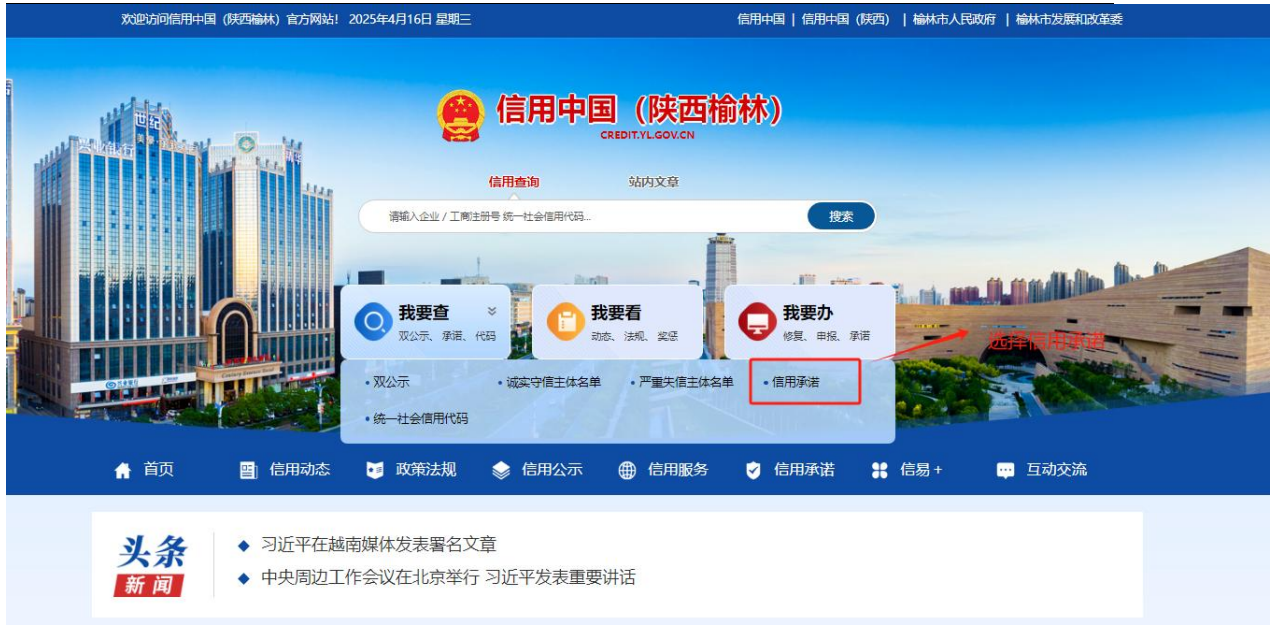 欢迎访问信用中国（陕西榆林）官方网站! 2025年4月16日 星期三
信用中国 | 信用中国（陕西） | 榆林市人民政府 | 榆林市发展和改革委
信用中国（陕西榆林）
CREDIT.YL.GOV.CN
世纪
兴业银行
信用查询 站内文章
请输入企业 / 工商注册号 统一社会信用代码...
搜索
我要查
双公示、承诺、代码
我要看
动态、法规、奖惩
我要办
修复、申报、承诺
选择信用承诺
•双公示 •诚实守信主体名单 •严重失信主体名单 •信用承诺
•统一社会信用代码
首页 信用动态 政策法规 信用公示 信用服务 信用承诺 信易+ 互动交流
头条
新闻
◆ 习近平在越南媒体发表署名文章
◆ 中央周边工作会议在北京举行 习近平发表重要讲话